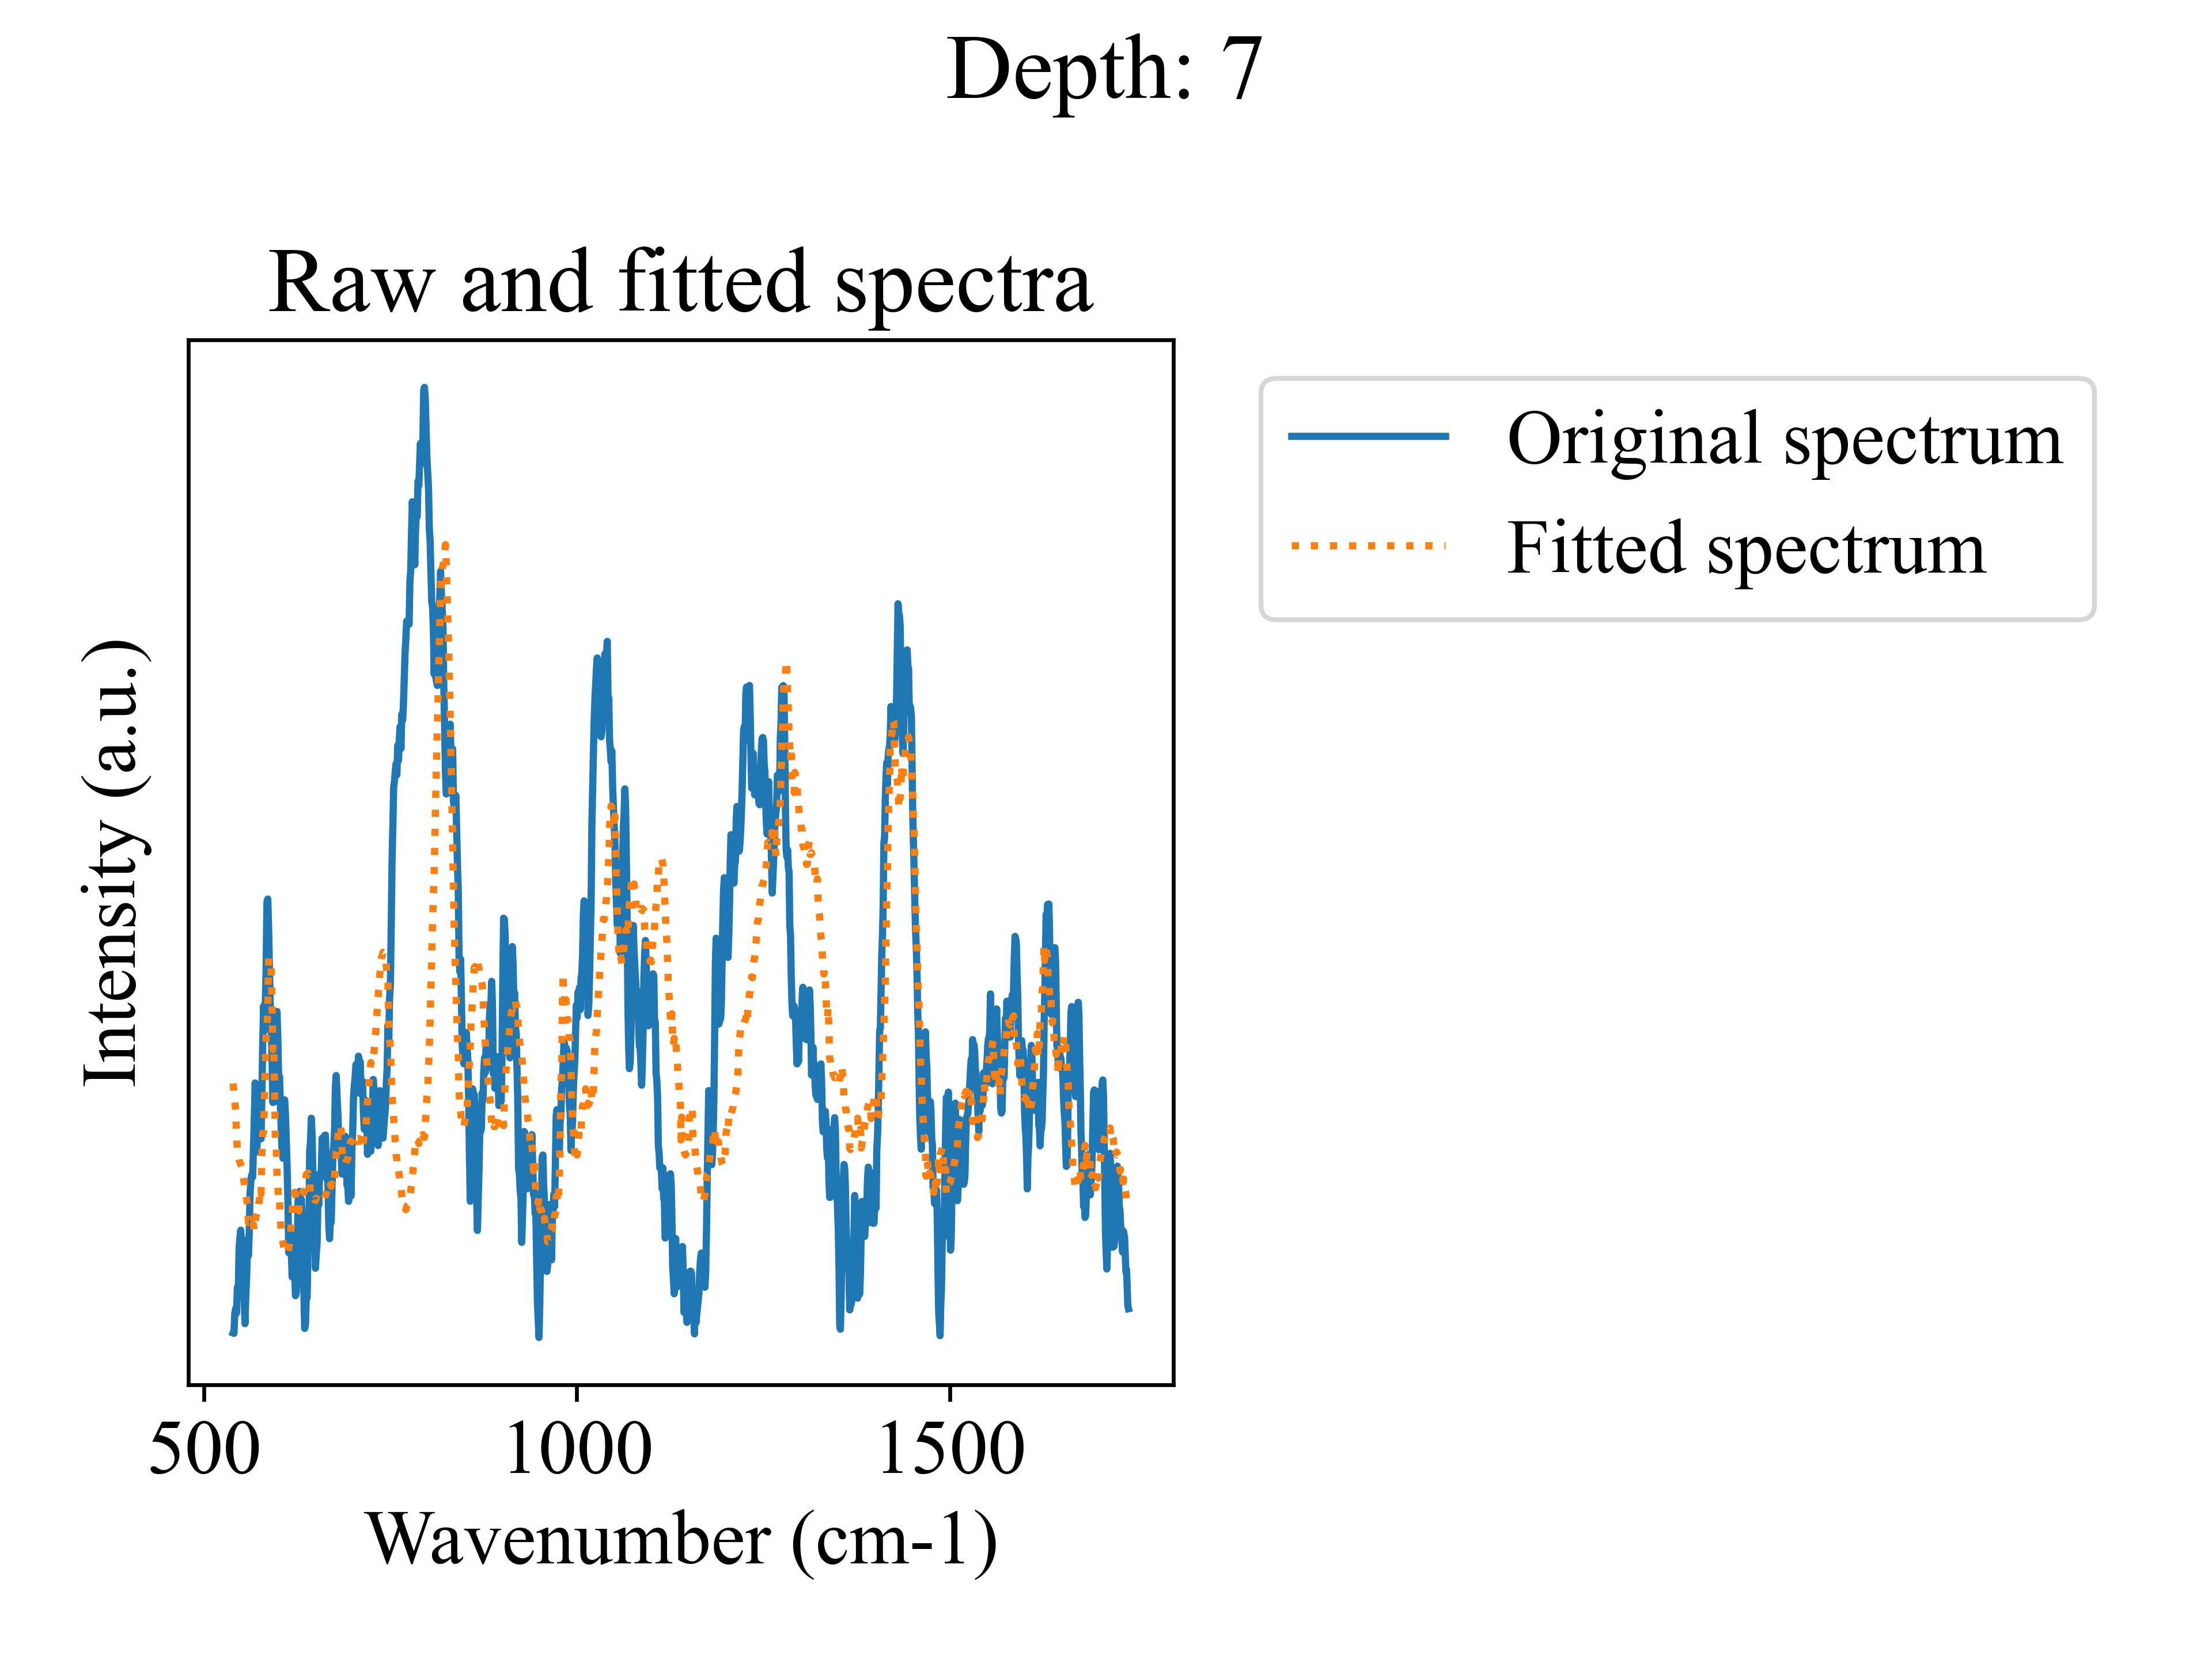 Depth: 7
Raw and fitted spectra
Original spectrum
Fitted spectrum
Intensity (a.u.)
500 1000 1500
Wavenumber (cm-1)